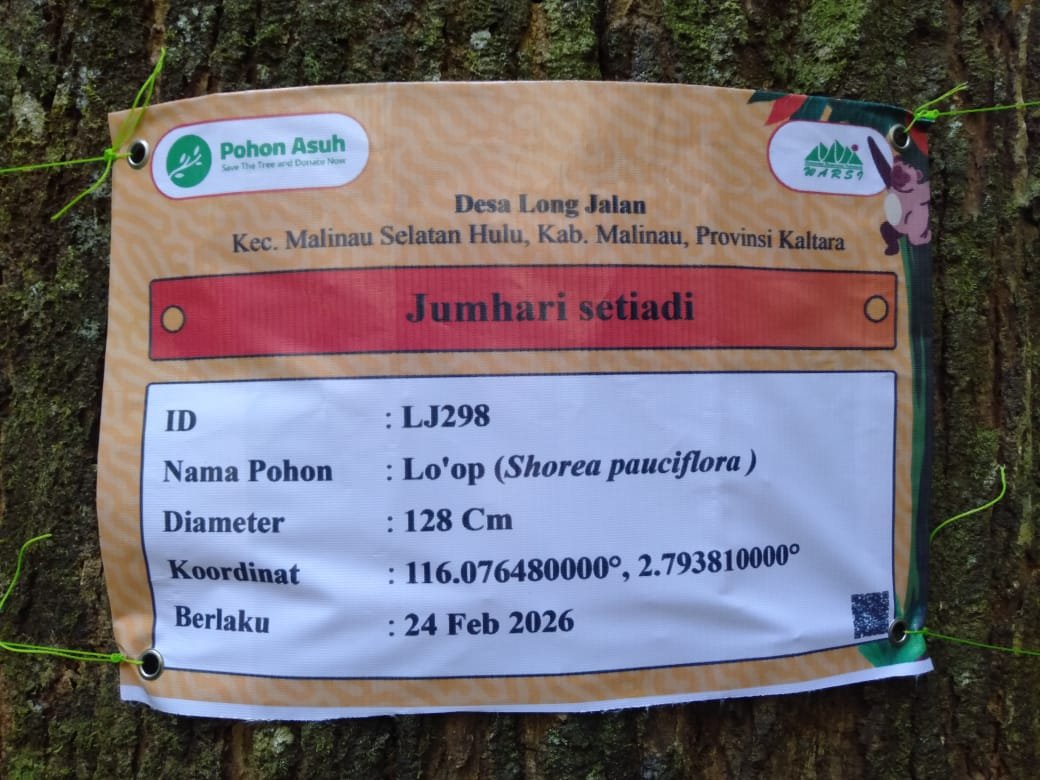 Pohon Asuh
Save The Tree and Donate Now
WARSI
Desa Long Jalan
Kec. Malinau Selatan Hulu, Kab. Malinau, Provinsi Kaltara
Jumhari setiadi
ID : LJ298
Nama Pohon : Lo'op (Shorea pauciflora )
Diameter : 128 Cm
Koordinat : 116.076480000°, 2.793810000°
Berlaku : 24 Feb 2026